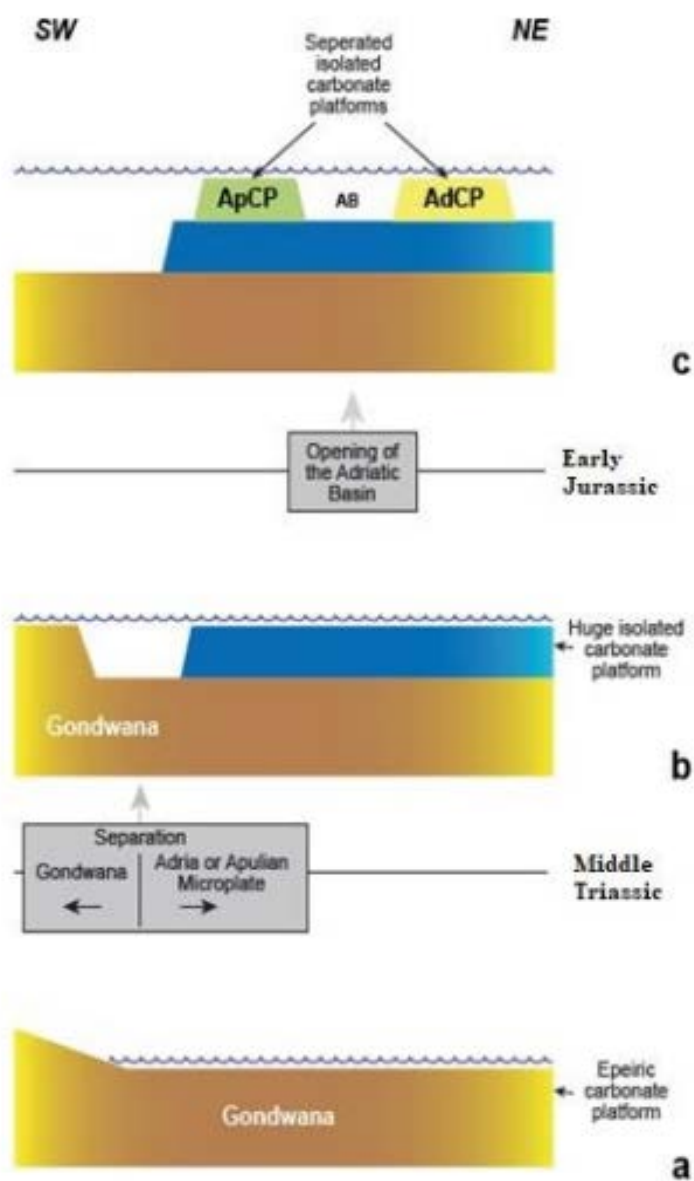 SW
NE
Seperated
isolated
carbonate
platforms
ApCP
AB
AdCP
c
Opening of
the Adriatic
Basin
Early
Jurassic
Huge isolated
carbonate
platform
Gondwana
b
Separation
Gondwana
Adria or Apulian
Microplate
Middle
Triassic
Epeiric
carbonate
platform
Gondwana
a